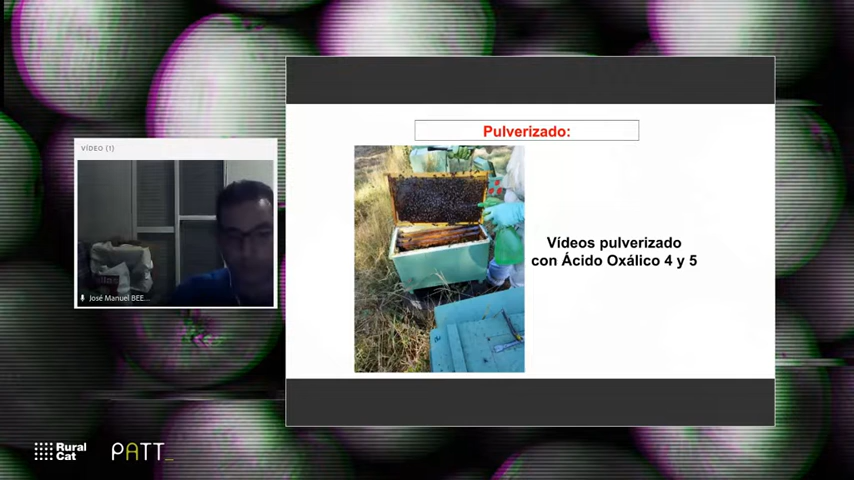 VÍDEO (1)
José Manuel BEE...
Pulverizado:
Vídeos pulverizado
con Ácido Oxálico 4 y 5
Rural
Cat
PATT_